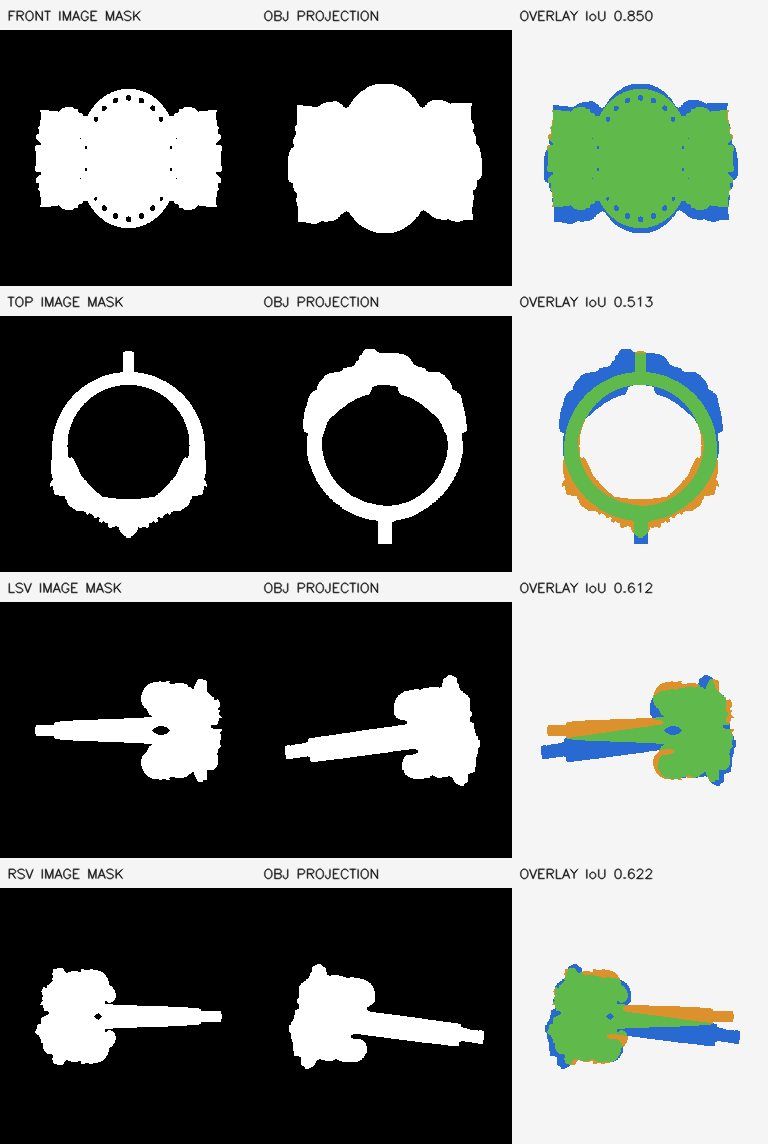 FRONT IMAGE MASK OBJ PROJECTION OVERLAY IoU 0.850
TOP IMAGE MASK OBJ PROJECTION OVERLAY IoU 0.513
LSV IMAGE MASK OBJ PROJECTION OVERLAY IoU 0.612
RSV IMAGE MASK OBJ PROJECTION OVERLAY IoU 0.622